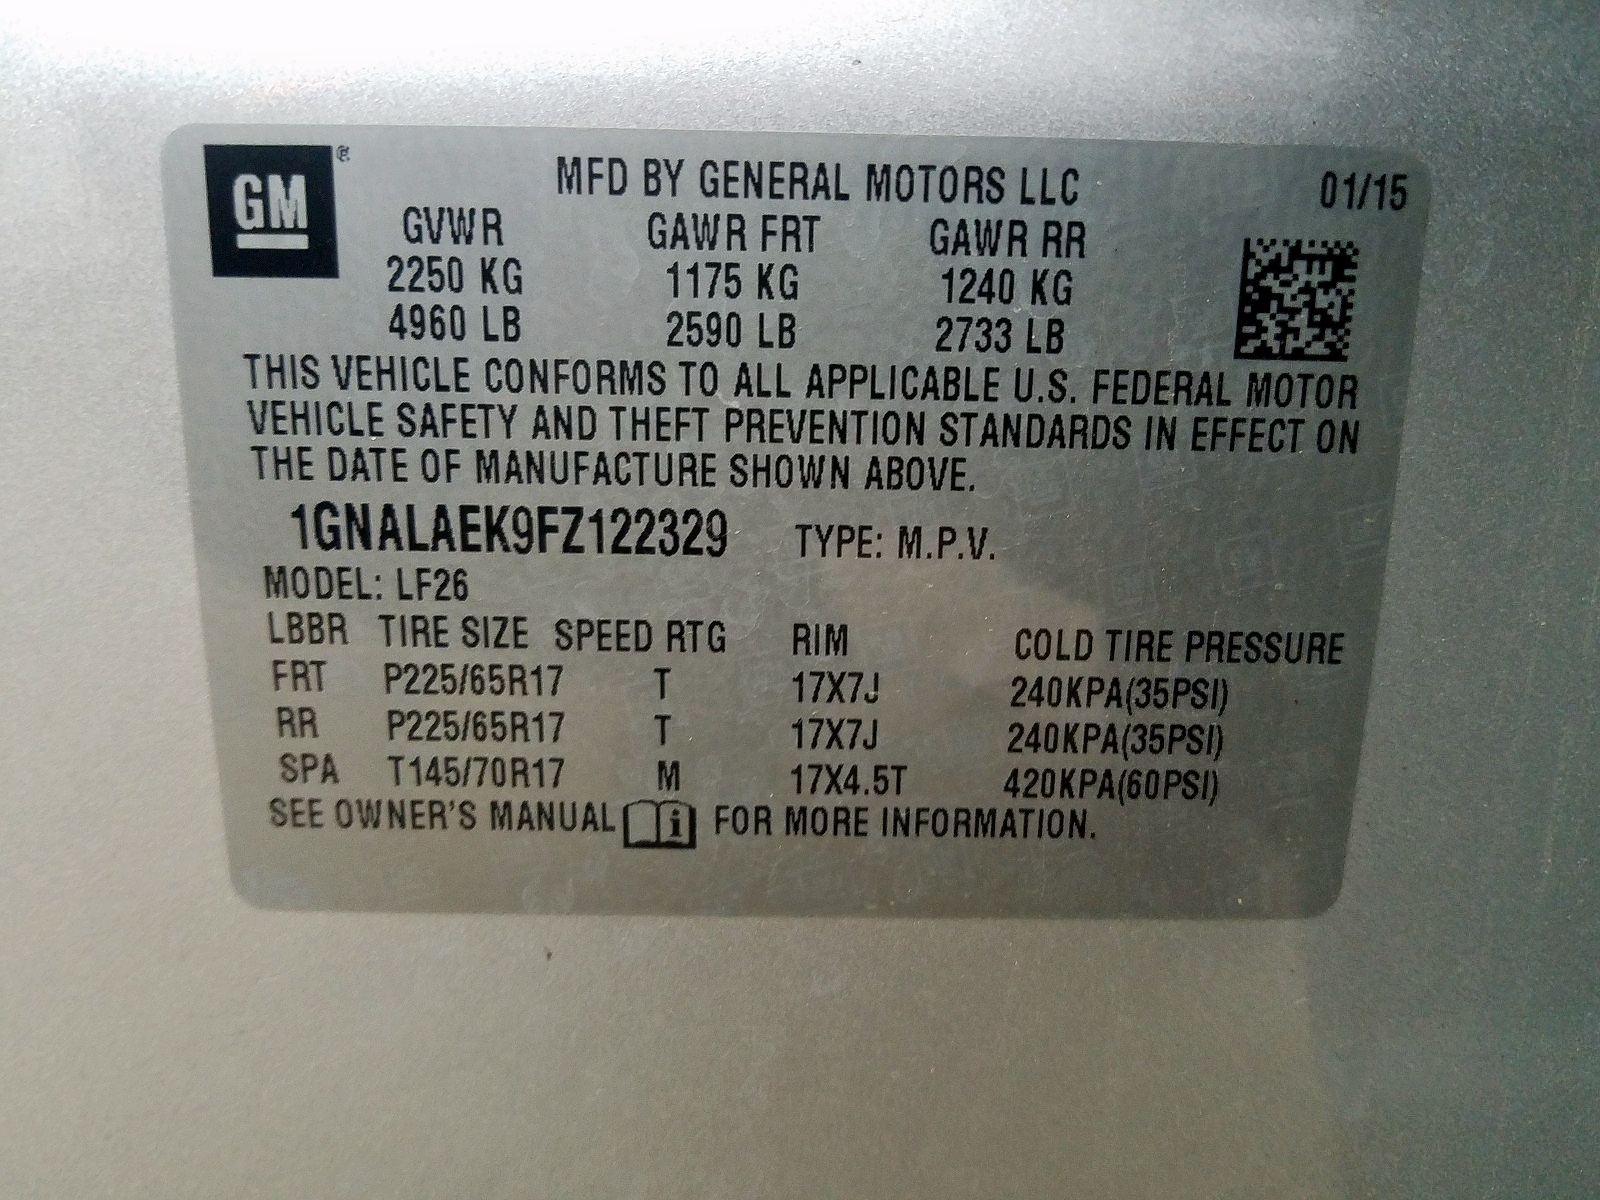 GM®
MFD BY GENERAL MOTORS LLC 01/15
GVWR GAWR FRT GAWR RR
2250 KG 1175 KG 1240 KG
4960 LB 2590 LB 2733 LB
THIS VEHICLE CONFORMS TO ALL APPLICABLE U.S. FEDERAL MOTOR
VEHICLE SAFETY AND THEFT PREVENTION STANDARDS IN EFFECT ON
THE DATE OF MANUFACTURE SHOWN ABOVE.
1GNALAEK9FZ122329 TYPE: M.P.V.
MODEL: LF26
LBBR TIRE SIZE SPEED RTG RIM COLD TIRE PRESSURE
FRT P225/65R17 T 17X7J 240KPA(35PSI)
RR P225/65R17 T 17X7J 240KPA(35PSI)
SPA T145/70R17 M 17X4.5T 420KPA(60PSI)
SEE OWNER'S MANUAL i FOR MORE INFORMATION.